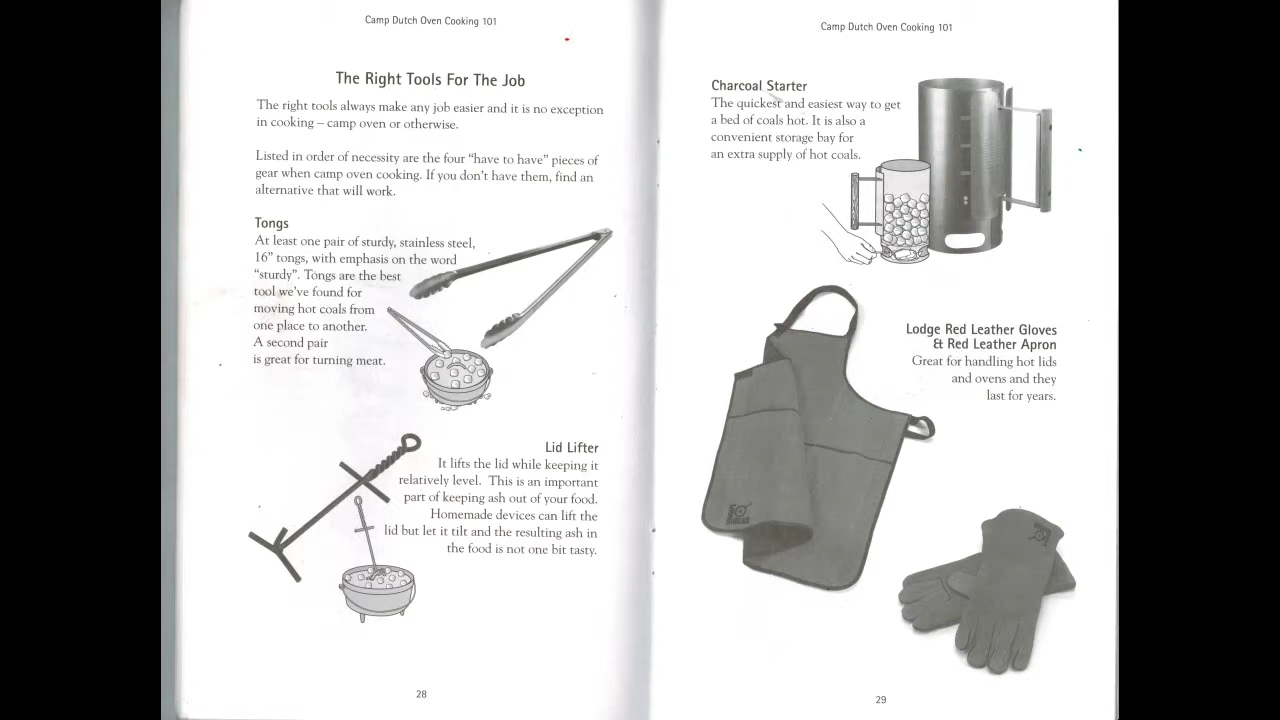 Camp Dutch Oven Cooking 101
The Right Tools For The Job
The right tools always make any job easier and it is no exception
in cooking – camp oven or otherwise.
Listed in order of necessity are the four “have to have” pieces of
gear when camp oven cooking. If you don’t have them, find an
alternative that will work.
Tongs
At least one pair of sturdy, stainless steel,
16” tongs, with emphasis on the word
“sturdy”. Tongs are the best
tool we’ve found for
moving hot coals from
one place to another.
A second pair
is great for turning meat.
Lid Lifter
It lifts the lid while keeping it
relatively level. This is an important
part of keeping ash out of your food.
Homemade devices can lift the
lid but let it tilt and the resulting ash in
the food is not one bit tasty.
28
Camp Dutch Oven Cooking 101
Charcoal Starter
The quickest and easiest way to get
a bed of coals hot. It is also a
convenient storage bay for
an extra supply of hot coals.
Lodge Red Leather Gloves
& Red Leather Apron
Great for handling hot lids
and ovens and they
last for years.
29